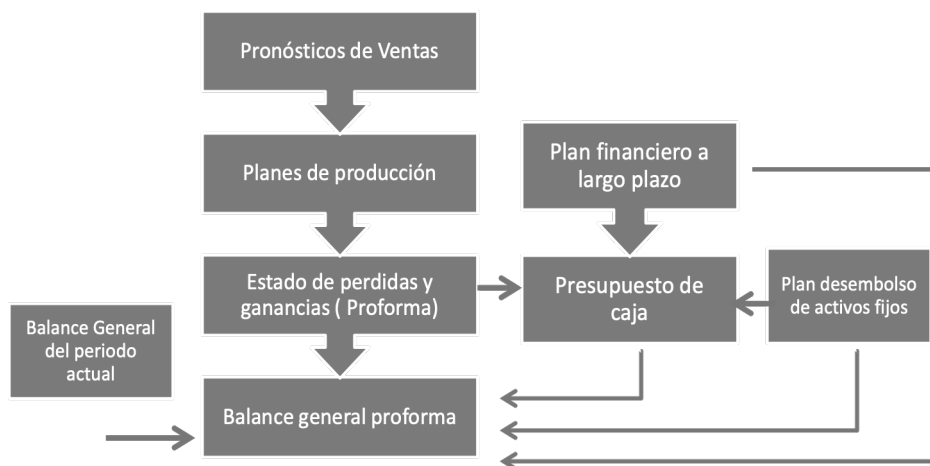 Pronósticos de Ventas
Planes de producción
Plan financiero a
largo plazo
Estado de perdidas y
ganancias ( Proforma)
Presupuesto de
caja
Plan desembolso
de activos fijos
Balance General
del periodo
actual
Balance general proforma